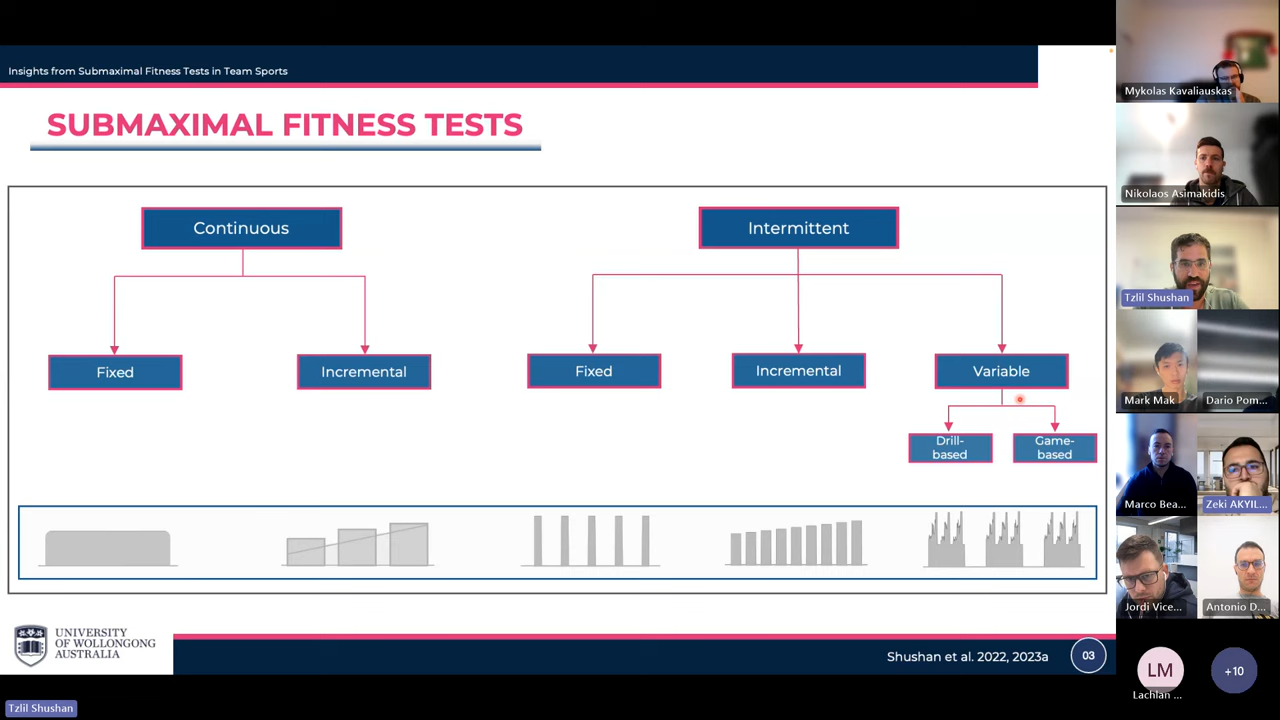 Insights from Submaximal Fitness Tests in Team Sports
SUBMAXIMAL FITNESS TESTS
Continuous
Intermittent
Fixed
Incremental
Fixed
Incremental
Variable
Drill-
based
Game-
based
UNIVERSITY
OF WOLLONGONG
AUSTRALIA
Shushan et al. 2022, 2023a
03
Tzlil Shushan
Mykolas Kavaliauskas
Nikolaos Asimakidis
Tzlil Shushan
Mark Mak
Dario Pom...
Marco Bea...
Zeki AKYIL...
Jordi Vice...
Antonio D...
LM
Lachlan ...
+10